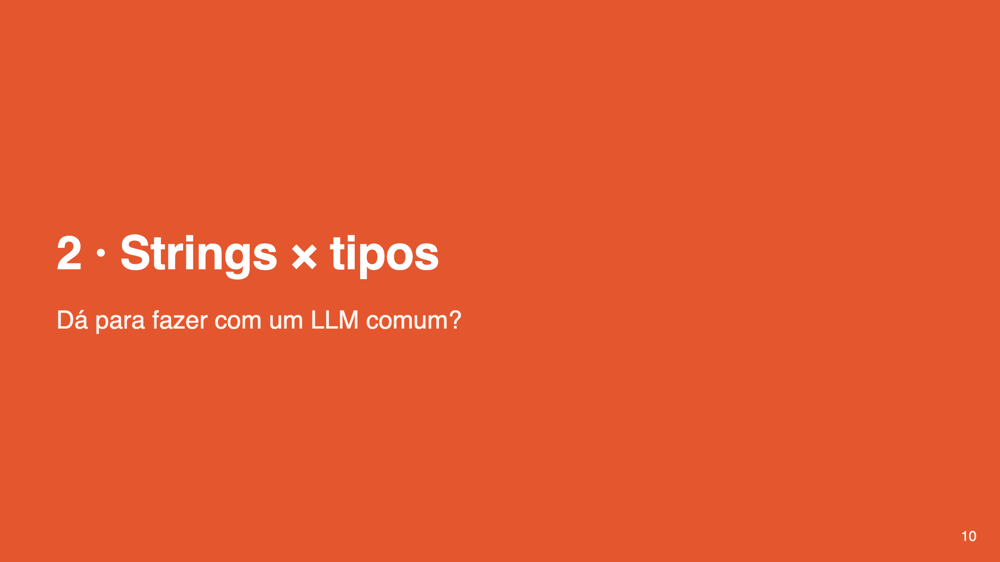 2 · Strings × tipos
Dá para fazer com um LLM comum?
10